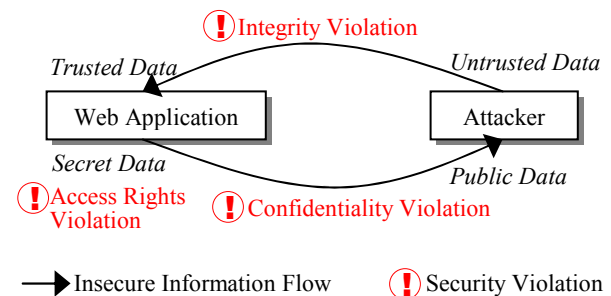 Integrity Violation
Trusted Data
Untrusted Data
Web Application
Attacker
Secret Data
Public Data
Access Rights
Violation
Confidentiality Violation
Insecure Information Flow
Security Violation